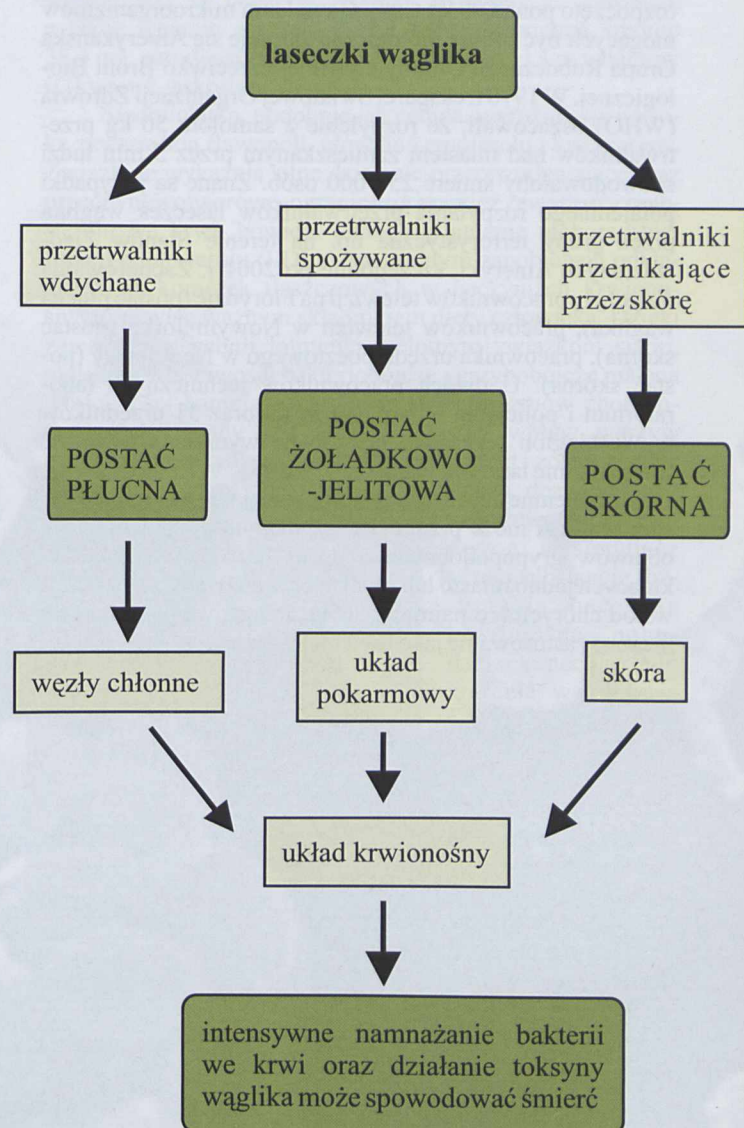 laseczki wąglika
przetrwalniki
wdychane
przetrwalniki
spożywane
przetrwalniki
przenikające
przez skórę
POSTAĆ
PŁUCNA
POSTAĆ
ŻOŁĄDKOWO
-JELITOWA
POSTAĆ
SKÓRNA
węzły chłonne
układ
pokarmowy
skóra
układ krwionośny
intensywne namnażanie bakterii
we krwi oraz działanie toksyny
wąglika może spowodować śmierć